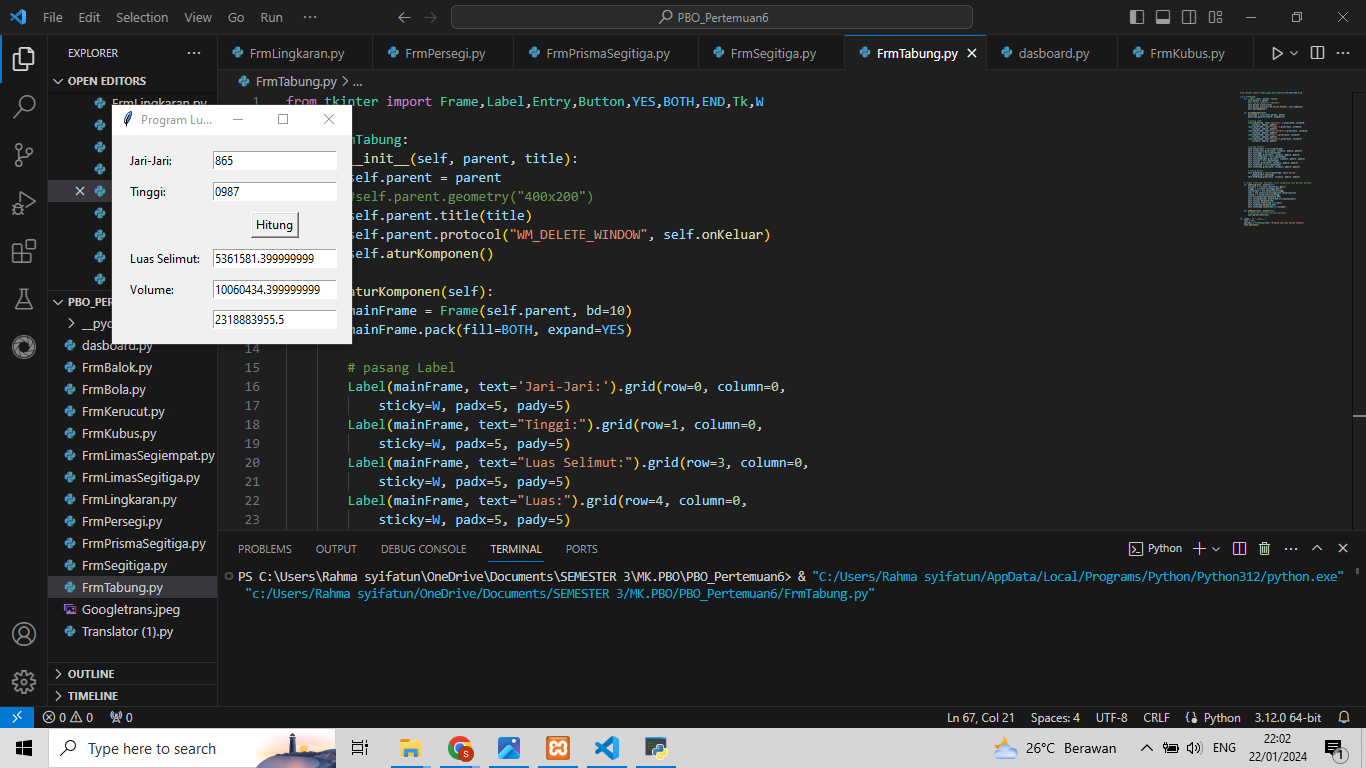 File Edit Selection View Go Run ··· PBO_Pertemuan6
EXPLORER ···
OPEN EDITORS
FrmLingkaran.py
FrmLingkaran.py FrmPersegi.py FrmPrismaSegitiga.py FrmSegitiga.py FrmTabung.py dasboard.py FrmKubus.py
FrmTabung.py > ...
1 from tkinter import Frame,Label,Entry,Button,YES,BOTH,END,Tk,W
mTabung:
__init__(self, parent, title):
self.parent = parent
#self.parent.geometry("400x200")
self.parent.title(title)
self.parent.protocol("WM_DELETE_WINDOW", self.onKeluar)
self.aturKomponen()
aturKomponen(self):
mainFrame = Frame(self.parent, bd=10)
mainFrame.pack(fill=BOTH, expand=YES)
14
15 # pasang Label
16 Label(mainFrame, text='Jari-Jari:').grid(row=0, column=0,
17 sticky=W, padx=5, pady=5)
18 Label(mainFrame, text="Tinggi:").grid(row=1, column=0,
19 sticky=W, padx=5, pady=5)
20 Label(mainFrame, text="Luas Selimut:").grid(row=3, column=0,
21 sticky=W, padx=5, pady=5)
22 Label(mainFrame, text="Luas:").grid(row=4, column=0,
23 sticky=W, padx=5, pady=5)
Program Lu...
Jari-Jari: 865
Tinggi: 0987
Hitung
Luas Selimut: 5361581.399999999
Volume: 10060434.399999999
2318883955.5
PBO_PER
__pyc
dasboard.py
FrmBalok.py
FrmBola.py
FrmKerucut.py
FrmKubus.py
FrmLimasSegiempat.py
FrmLimasSegitiga.py
FrmLingkaran.py
FrmPersegi.py
FrmPrismaSegitiga.py
FrmSegitiga.py
FrmTabung.py
Googletrans.jpeg
Translator (1).py
OUTLINE
TIMELINE
PROBLEMS OUTPUT DEBUG CONSOLE TERMINAL PORTS Python
PS C:\Users\Rahma syifatun\OneDrive\Documents\SEMESTER 3\MK.PBO\PBO_Pertemuan6> & "C:/Users/Rahma syifatun/AppData/Local/Programs/Python/Python312/python.exe"
"c:/Users/Rahma syifatun/OneDrive/Documents/SEMESTER 3/MK.PBO/PBO_Pertemuan6/FrmTabung.py"
0 0 0 Ln 67, Col 21 Spaces: 4 UTF-8 CRLF Python 3.12.0 64-bit
Type here to search 26°C Berawan ENG 22:02
22/01/2024 1